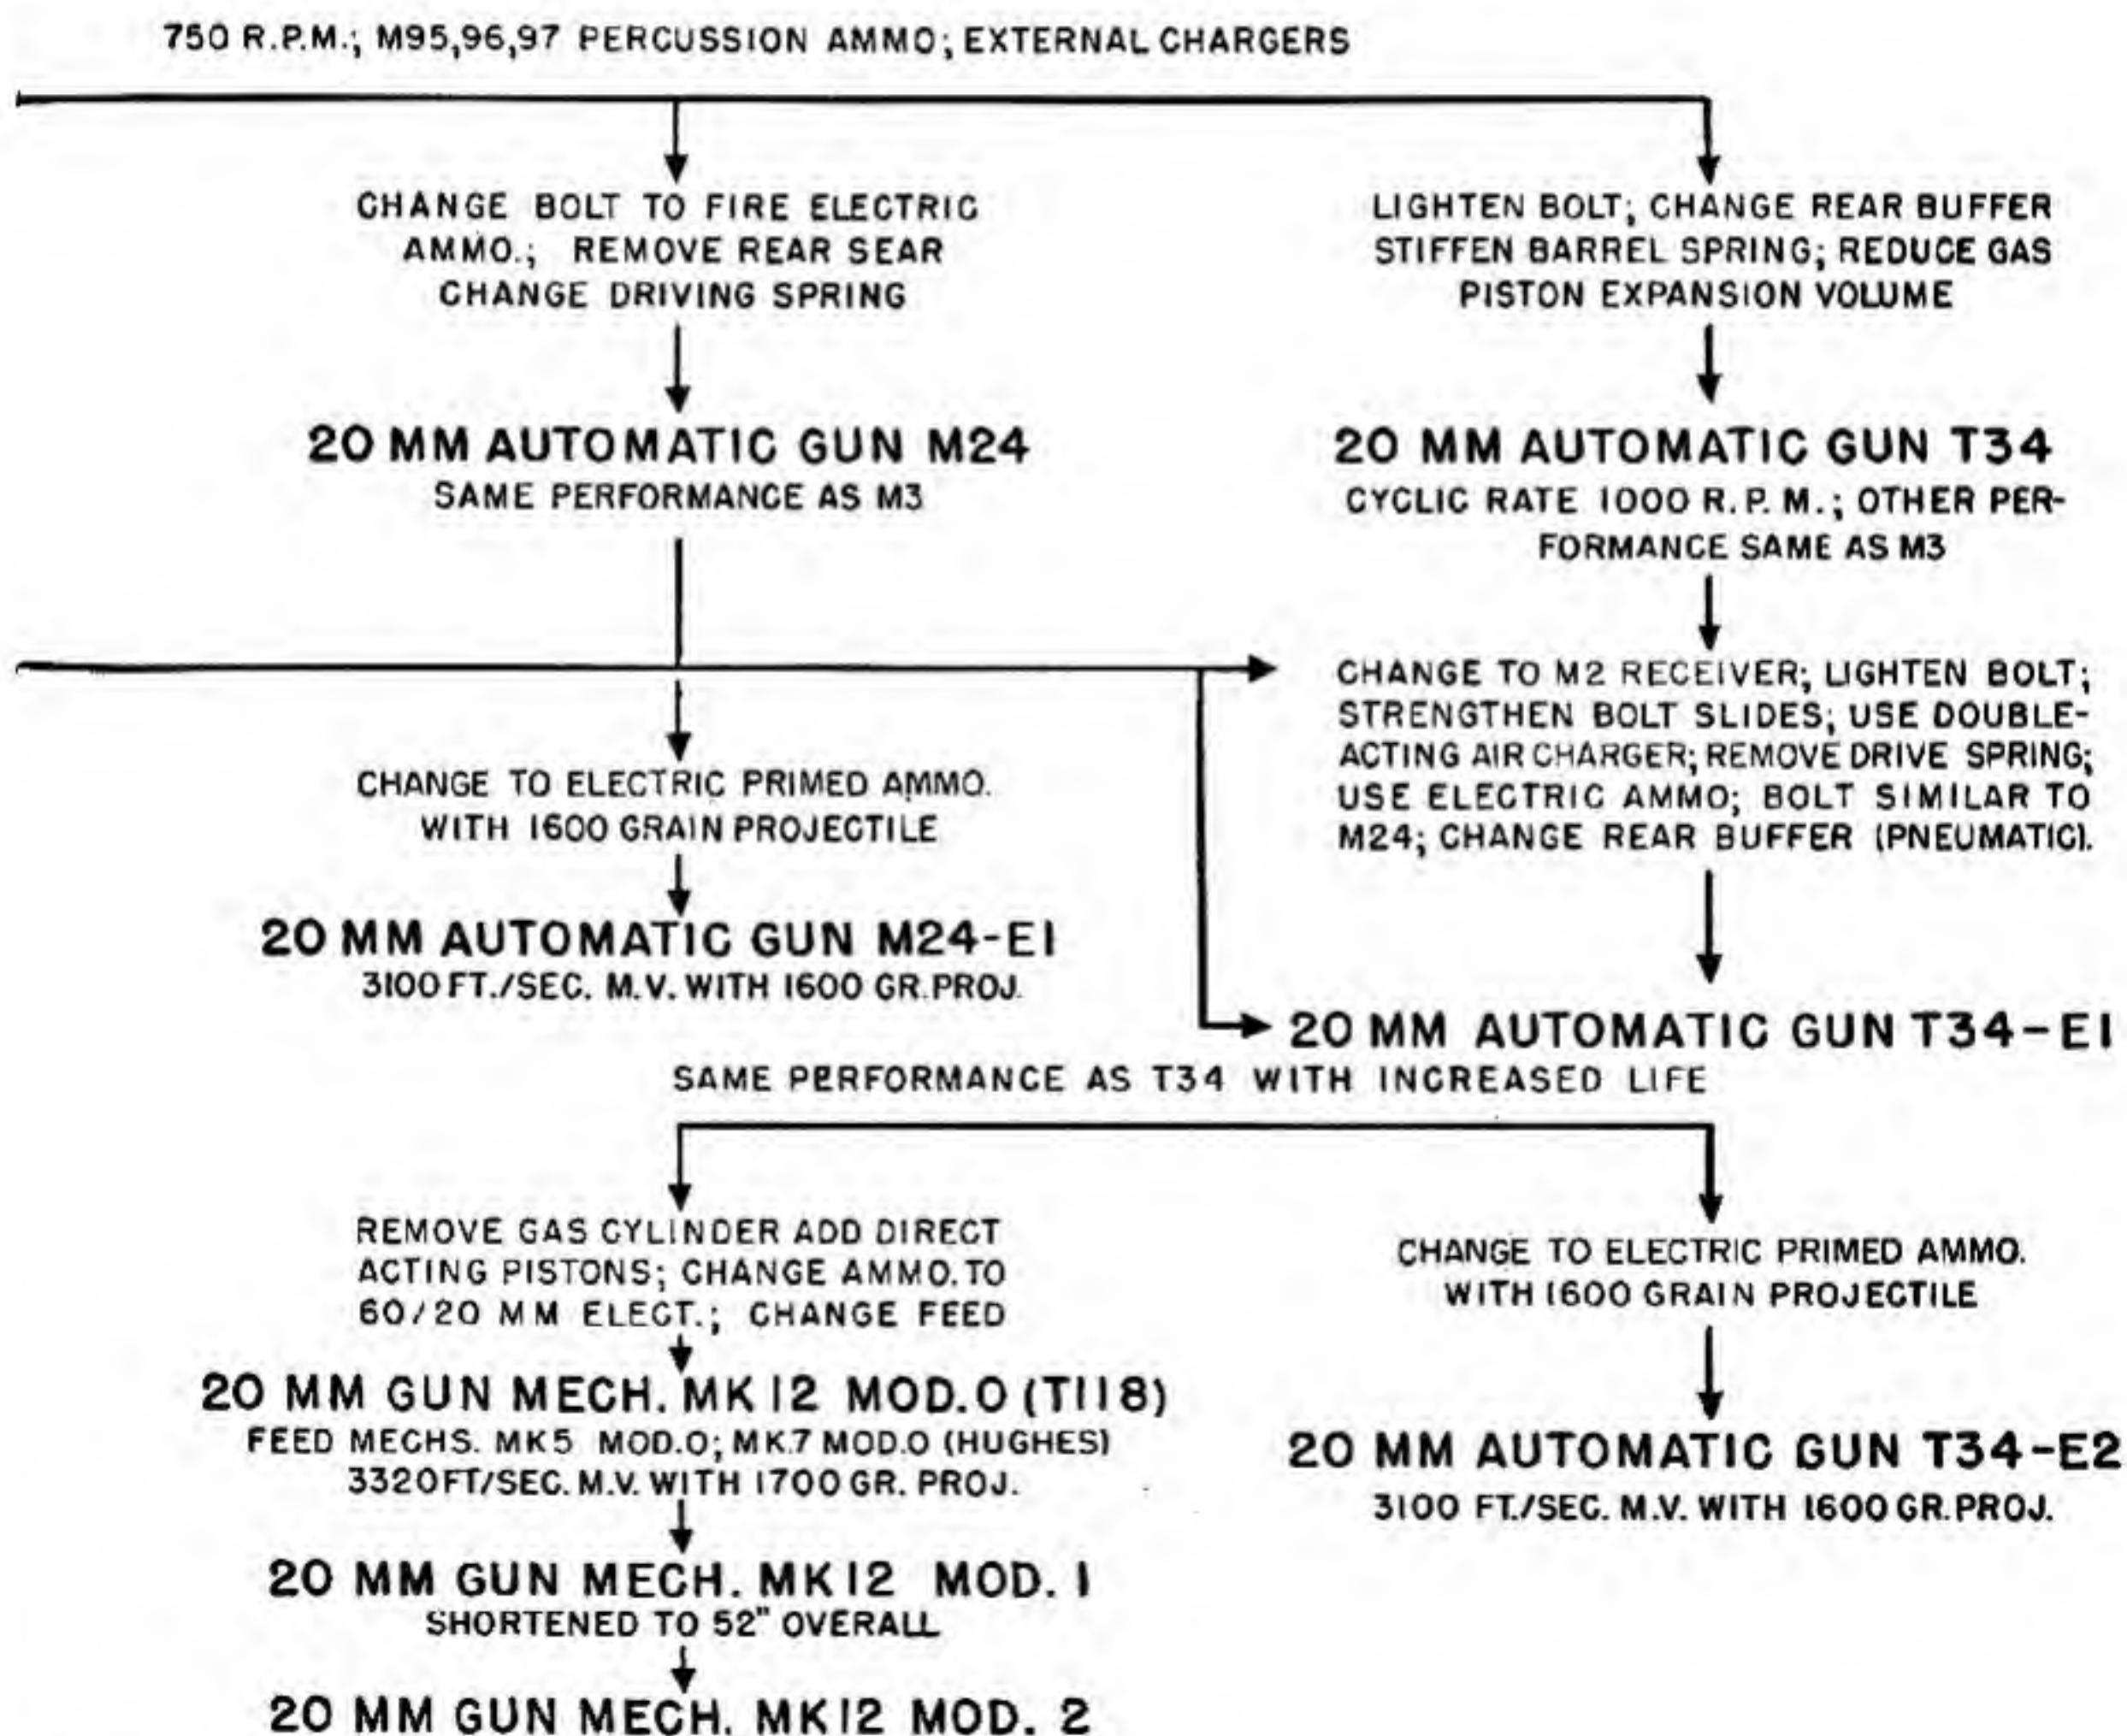 750 R.P.M.; M95,96,97 PERCUSSION AMMO; EXTERNAL CHARGERS
CHANGE BOLT TO FIRE ELECTRIC
AMMO.; REMOVE REAR SEAR
CHANGE DRIVING SPRING
LIGHTEN BOLT; CHANGE REAR BUFFER
STIFFEN BARREL SPRING; REDUCE GAS
PISTON EXPANSION VOLUME
20 MM AUTOMATIC GUN M24
SAME PERFORMANCE AS M3
20 MM AUTOMATIC GUN T34
CYCLIC RATE 1000 R.P.M.; OTHER PER-
FORMANCE SAME AS M3
CHANGE TO M2 RECEIVER; LIGHTEN BOLT;
STRENGTHEN BOLT SLIDES; USE DOUBLE-
ACTING AIR CHARGER; REMOVE DRIVE SPRING;
USE ELECTRIC AMMO; BOLT SIMILAR TO
M24; CHANGE REAR BUFFER (PNEUMATIC).
CHANGE TO ELECTRIC PRIMED AMMO.
WITH 1600 GRAIN PROJECTILE
20 MM AUTOMATIC GUN M24-E1
3100 FT./SEC. M.V. WITH 1600 GR. PROJ.
20 MM AUTOMATIC GUN T34-E1
SAME PERFORMANCE AS T34 WITH INCREASED LIFE
REMOVE GAS CYLINDER ADD DIRECT
ACTING PISTONS; CHANGE AMMO. TO
60/20 MM ELECT.; CHANGE FEED
CHANGE TO ELECTRIC PRIMED AMMO.
WITH 1600 GRAIN PROJECTILE
20 MM GUN MECH. MK 12 MOD. 0 (T118)
FEED MECHS. MK5 MOD.0; MK7 MOD.0 (HUGHES)
3320 FT/SEC. M.V. WITH 1700 GR. PROJ.
20 MM AUTOMATIC GUN T34-E2
3100 FT./SEC. M.V. WITH 1600 GR. PROJ.
20 MM GUN MECH. MK 12 MOD. 1
SHORTENED TO 52" OVERALL
20 MM GUN MECH. MK 12 MOD. 2